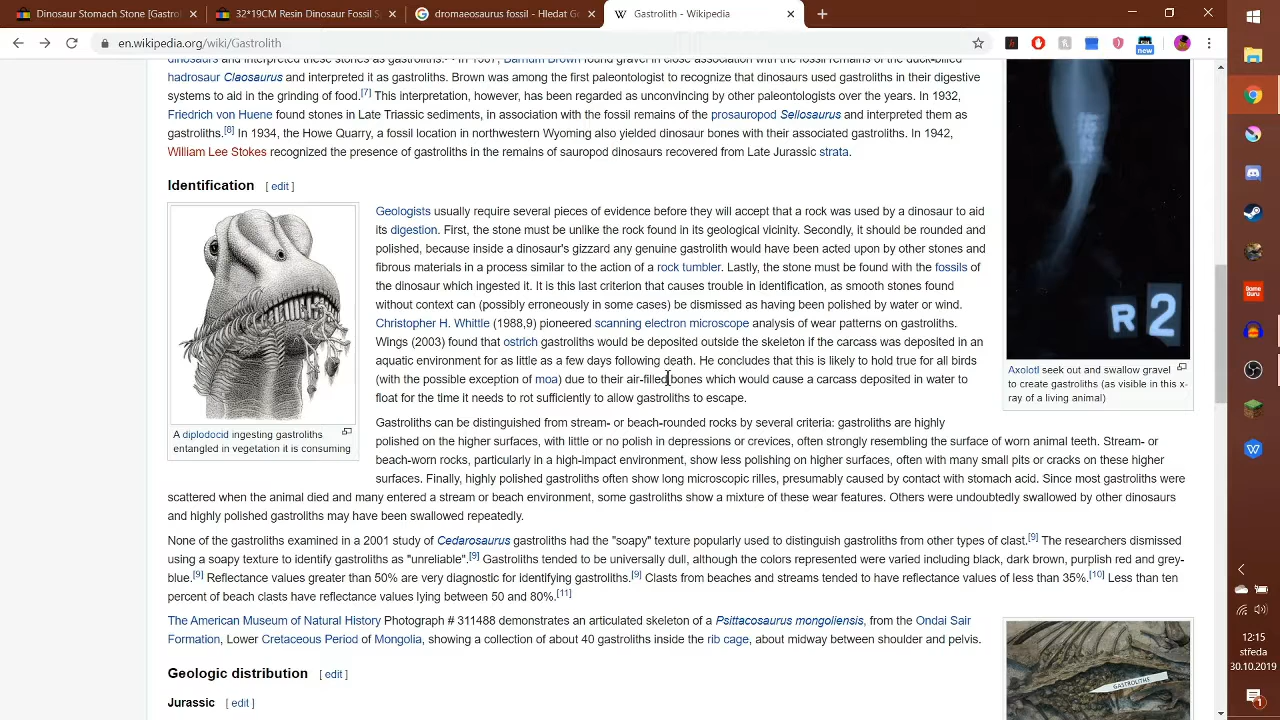 Dinosaur Stomach Stone [Gastrol
32*19CM Resin Dinosaur Fossil S
dromaeosaurus fossil - Hledat G
Gastrolith - Wikipedia
en.wikipedia.org/wiki/Gastrolith
new
hadrosaur Claosaurus and interpreted it as gastroliths. Brown was among the first paleontologist to recognize that dinosaurs used gastroliths in their digestive
systems to aid in the grinding of food.[7] This interpretation, however, has been regarded as unconvincing by other paleontologists over the years. In 1932,
Friedrich von Huene found stones in Late Triassic sediments, in association with the fossil remains of the prosauropod Sellosaurus and interpreted them as
gastroliths.[8] In 1934, the Howe Quarry, a fossil location in northwestern Wyoming also yielded dinosaur bones with their associated gastroliths. In 1942,
William Lee Stokes recognized the presence of gastroliths in the remains of sauropod dinosaurs recovered from Late Jurassic strata.
Identification [ edit ]
Geologists usually require several pieces of evidence before they will accept that a rock was used by a dinosaur to aid
its digestion. First, the stone must be unlike the rock found in its geological vicinity. Secondly, it should be rounded and
polished, because inside a dinosaur's gizzard any genuine gastrolith would have been acted upon by other stones and
fibrous materials in a process similar to the action of a rock tumbler. Lastly, the stone must be found with the fossils of
the dinosaur which ingested it. It is this last criterion that causes trouble in identification, as smooth stones found
without context can (possibly errorously in some cases) be dismissed as having been polished by water or wind.
Christopher H. Whittle (1988,9) pioneered scanning electron microscope analysis of wear patterns on gastroliths.
Wings (2003) found that ostrich gastroliths would be deposited outside the skeleton if the carcass was deposited in an
aquatic environment for as little as a few days following death. He concludes that this is likely to hold true for all birds
(with the possible exception of moa) due to their air-filled bones which would cause a carcass deposited in water to
float for the time it needs to rot sufficiently to allow gastroliths to escape.
A diplodocid ingesting gastroliths
entangled in vegetation it is consuming
R 2
Axolotl seek out and swallow gravel
to create gastroliths (as visible in this x-
ray of a living animal)
Gastroliths can be distinguished from stream- or beach-rounded rocks by several criteria: gastroliths are highly
polished on the higher surfaces, with little or no polish in depressions or crevices, often strongly resembling the surface of worn animal teeth. Stream- or
beach-worn rocks, particularly in a high-impact environment, show less polishing on higher surfaces, often with many small pits or cracks on these higher
surfaces. Finally, highly polished gastroliths often show long microscopic rilles, presumably caused by contact with stomach acid. Since most gastroliths were
scattered when the animal died and many entered a stream or beach environment, some gastroliths show a mixture of these wear features. Others were undoubtedly swallowed by other dinosaurs
and highly polished gastroliths may have been swallowed repeatedly.
None of the gastroliths examined in a 2001 study of Cedarosaurus gastroliths had the "soapy" texture popularly used to distinguish gastroliths from other types of clast.[9] The researchers dismissed
using a soapy texture to identify gastroliths as "unreliable".[9] Gastroliths tended to be universally dull, although the colors represented were varied including black, dark brown, purplish red and grey-
blue.[9] Reflectance values greater than 50% are very diagnostic for identifying gastroliths.[9] Clasts from beaches and streams tended to have reflectance values of less than 35%.[10] Less than ten
percent of beach clasts have reflectance values lying between 50 and 80%.[11]
The American Museum of Natural History Photograph # 311488 demonstrates an articulated skeleton of a Psittacosaurus mongoliensis, from the Ondai Sair
Formation, Lower Cretaceous Period of Mongolia, showing a collection of about 40 gastroliths inside the rib cage, about midway between shoulder and pelvis.
GASTROLITHS
Geologic distribution [ edit ]
Jurassic [ edit ]
12:15
středa
30.10.2019
1